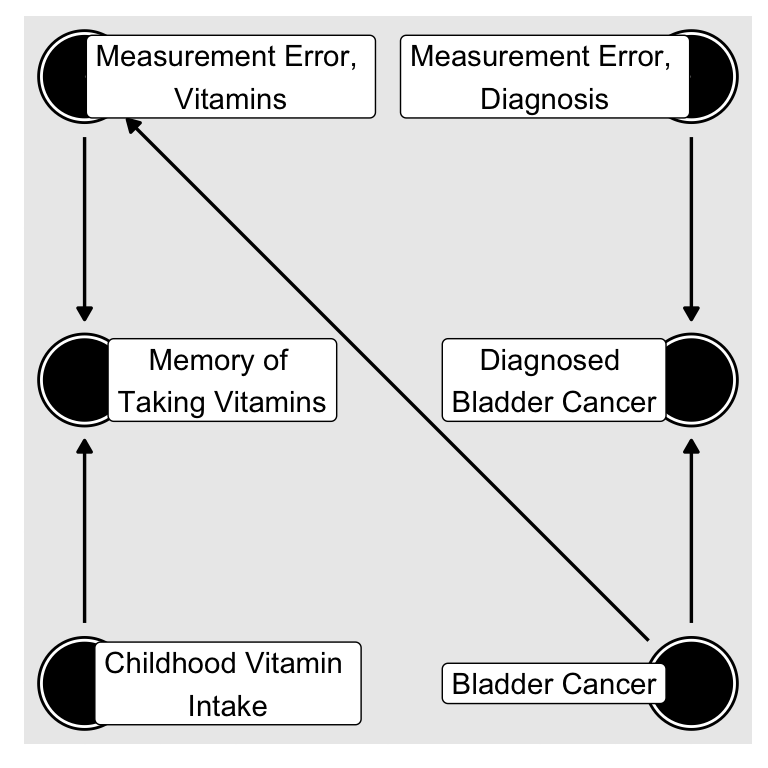 Measurement Error,
Vitamins
Measurement Error,
Diagnosis
Memory of
Taking Vitamins
Diagnosed
Bladder Cancer
Childhood Vitamin
Intake
Bladder Cancer